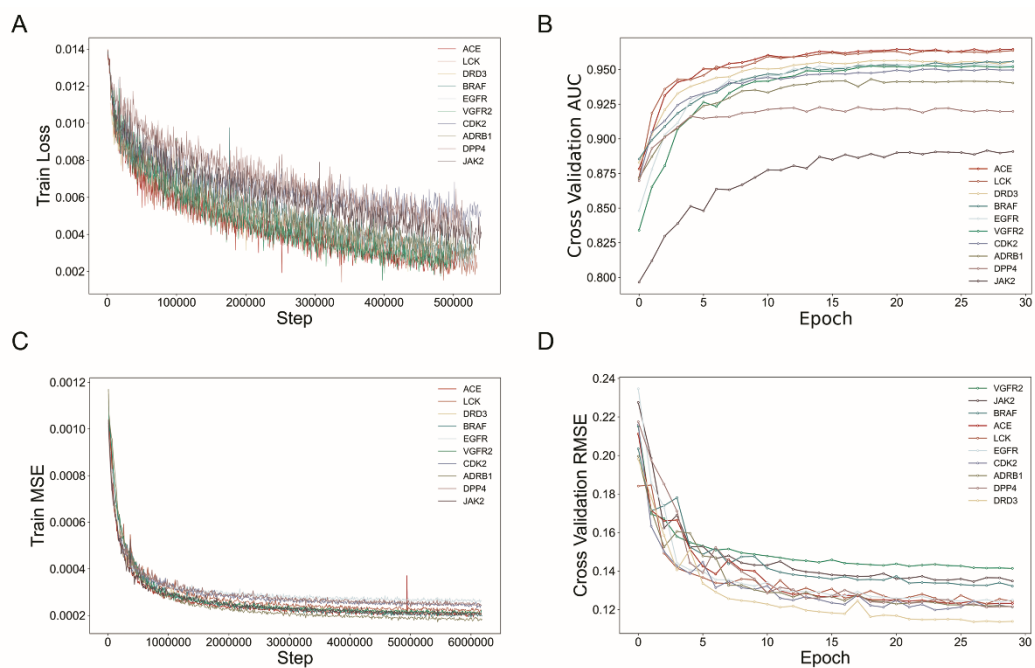 A
0.014
0.012
0.010
0.008
0.006
0.004
0.002
Train Loss
0
100000
200000
300000
400000
500000
Step
ACE
LCK
DRD3
BRAF
EGFR
VGFR2
CDK2
ADRB1
DPP4
JAK2
B
0.950
0.925
0.900
0.875
0.850
0.825
0.800
Cross Validation AUC
0
5
10
15
20
25
30
Epoch
ACE
LCK
DRD3
BRAF
EGFR
VGFR2
CDK2
ADRB1
DPP4
JAK2
C
0.0012
0.0010
0.0008
0.0006
0.0004
0.0002
Train MSE
0
1000000
2000000
3000000
4000000
5000000
6000000
Step
ACE
LCK
DRD3
BRAF
EGFR
VGFR2
CDK2
ADRB1
DPP4
JAK2
D
0.24
0.22
0.20
0.18
0.16
0.14
0.12
Cross Validation RMSE
0
5
10
15
20
25
30
Epoch
VGFR2
JAK2
BRAF
ACE
LCK
EGFR
CDK2
ADRB1
DPP4
DRD3